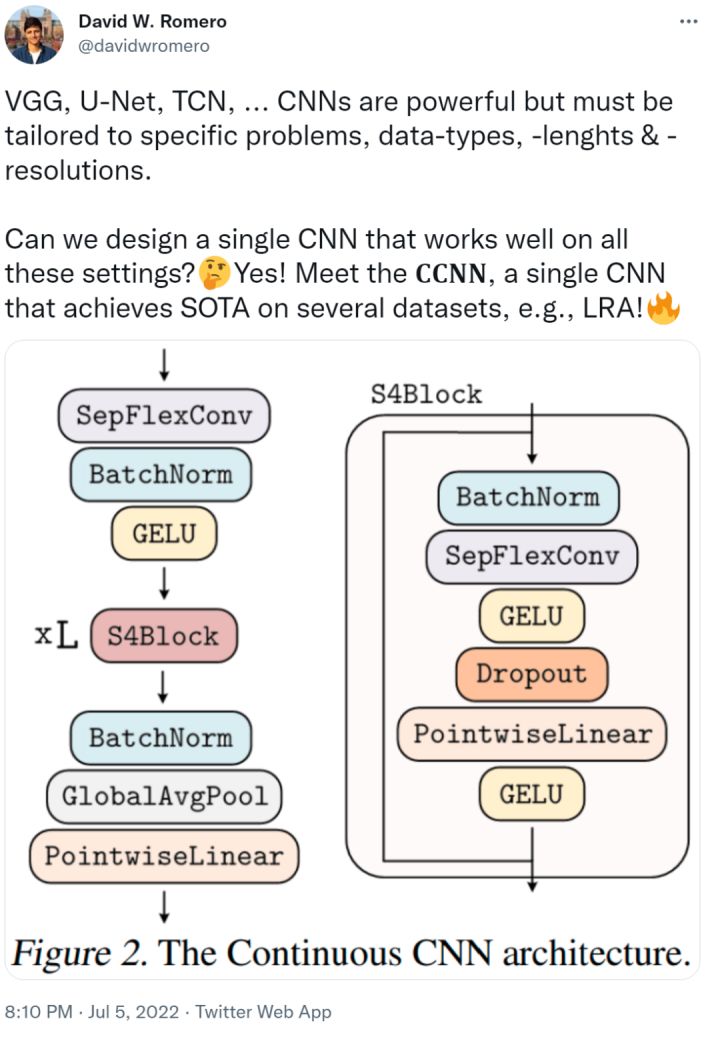 David W. Romero
@davidwromero
VGG, U-Net, TCN, … CNNs are powerful but must be
tailored to specific problems, data-types, -lenghts & -
resolutions.
Can we design a single CNN that works well on all
these settings?🤔Yes! Meet the 𝐂𝐂𝐍𝐍, a single CNN
that achieves SOTA on several datasets, e.g., LRA!🔥
SepFlexConv
BatchNorm
GELU
xL S4Block
BatchNorm
GlobalAvgPool
PointwiseLinear
S4Block
BatchNorm
SepFlexConv
GELU
Dropout
PointwiseLinear
GELU
Figure 2. The Continuous CNN architecture.
8:10 PM · Jul 5, 2022 · Twitter Web App